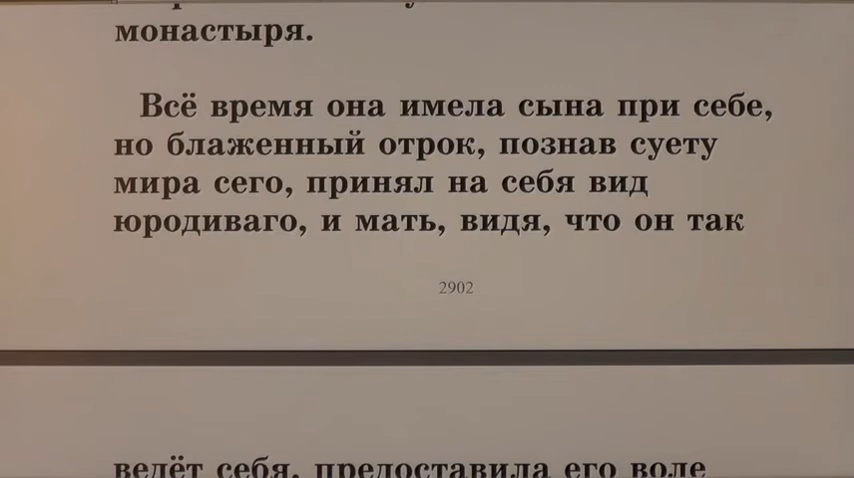 монастыря.
Всё время она имела сына при себе,
но блаженный отрок, познав суету
мира сего, принял на себя вид
юродиваго, и мать, видя, что он так
2902
ведёт себя, предоставила его воле